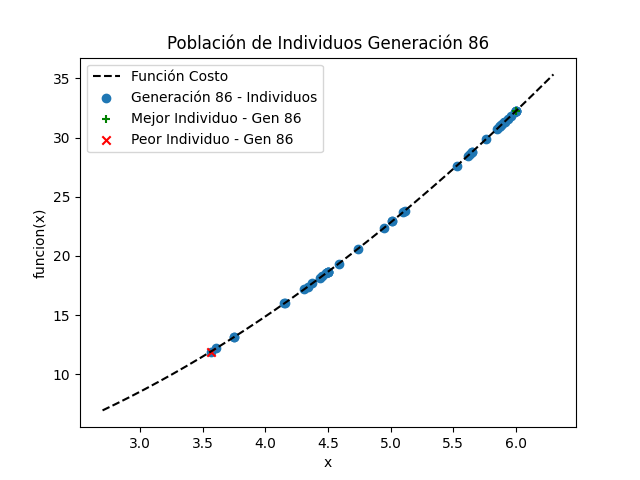 Población de Individuos Generación 86
Función Costo
Generación 86 - Individuos
Mejor Individuo - Gen 86
Peor Individuo - Gen 86
funcion(x)
35
30
25
20
15
10
3.0 3.5 4.0 4.5 5.0 5.5 6.0
x